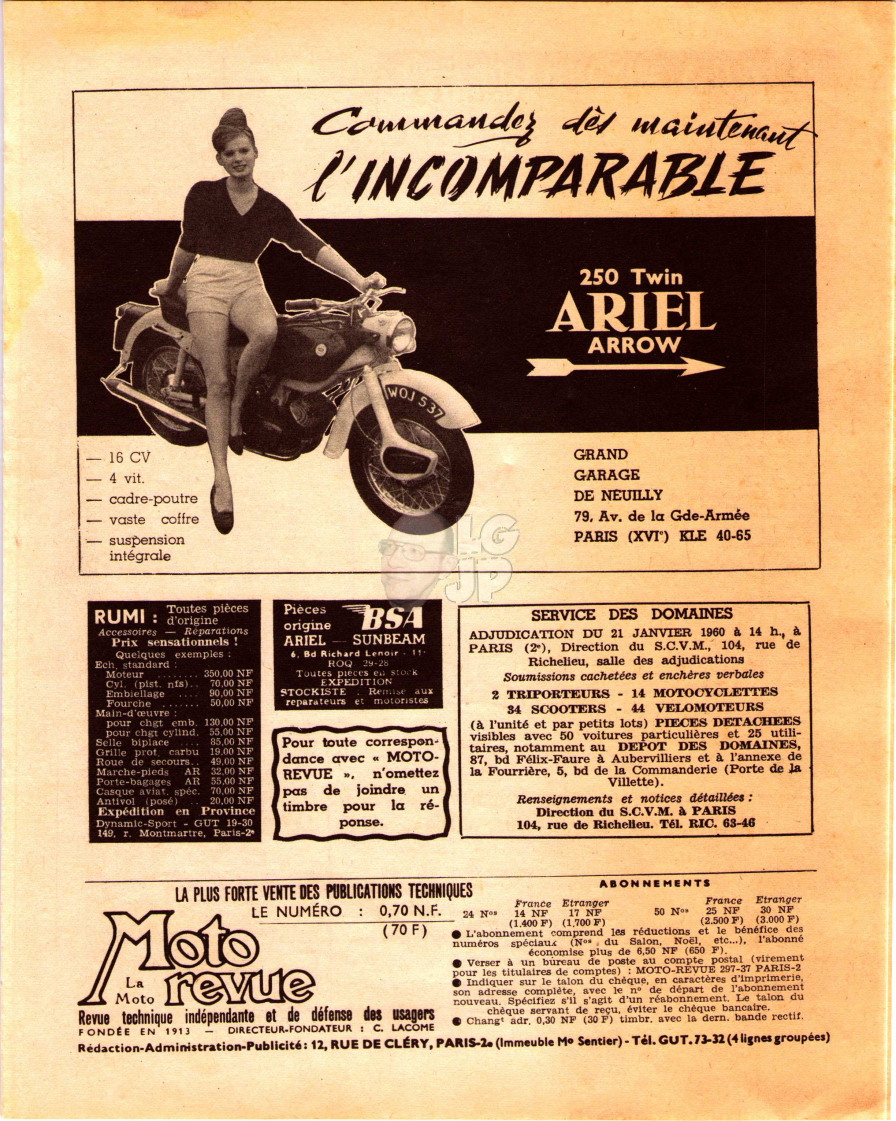 Commandez dès maintenant
l'INCOMPARABLE
250 Twin
ARIEL
ARROW
WOJ 537
— 16 CV
— 4 vit.
— cadre-poutre
— vaste coffre
— suspension
intégrale
GRAND
GARAGE
DE NEUILLY
79, Av. de la Gde-Armée
PARIS (XVIᵉ) KLE 40-65
LG
JP
RUMI : Toutes pièces
d'origine
Accessoires — Réparations
Prix sensationnels !
Quelques exemples :
Ech. standard :
Moteur ........ 350,00 NF
Cyl. (pist. nfs).. 70,00 NF
Embiellage .... 90,00 NF
Fourche ....... 50,00 NF
Main-d'œuvre :
pour chgt emb. 130,00 NF
pour chgt cylind. 55,00 NF
Selle biplace .... 85,00 NF
Grille prot. carbu 19,00 NF
Roue de secours.. 49,00 NF
Marche-pieds AR 32,00 NF
Porte-bagages AR 55,00 NF
Casque aviat. spéc. 70,00 NF
Antivol (posé) .. 20,00 NF
Expédition en Province
Dynamic-Sport - GUT 19-30
149, r. Montmartre, Paris-2ᵉ
Pièces
origine BSA
ARIEL — SUNBEAM
6, Bd Richard Lenoir - 11ᵉ
ROQ 29-28
Toutes pièces en stock
EXPEDITION
STOCKISTE : Remise aux
réparateurs et motoristes
Pour toute correspon-
dance avec « MOTO-
REVUE », n'omettez
pas de joindre un
timbre pour la ré-
ponse.
SERVICE DES DOMAINES
ADJUDICATION DU 21 JANVIER 1960 à 14 h., à
PARIS (2ᵉ), Direction du S.C.V.M., 104, rue de
Richelieu, salle des adjudications
Soumissions cachetées et enchères verbales
2 TRIPORTEURS - 14 MOTOCYCLETTES
34 SCOOTERS - 44 VELOMOTEURS
(à l'unité et par petits lots) PIECES DETACHEES
visibles avec 50 voitures particulières et 25 utili-
taires, notamment au DEPOT DES DOMAINES,
87, bd Félix-Faure à Aubervilliers et à l'annexe de
la Fourrière, 5, bd de la Commanderie (Porte de la
Villette).
Renseignements et notices détaillées :
Direction du S.C.V.M. à PARIS
104, rue de Richelieu. Tél. RIC. 63-46
LA PLUS FORTE VENTE DES PUBLICATIONS TECHNIQUES
LE NUMÉRO : 0,70 N.F.
(70 F)
La
Moto
Moto
revue
Revue technique indépendante et de défense des usagers
FONDÉE EN 1913 — DIRECTEUR-FONDATEUR : C. LACOME
ABONNEMENTS
France Etranger France Etranger
24 Nᵒˢ 14 NF 17 NF 50 Nᵒˢ 25 NF 30 NF
(1.400 F) (1.700 F) (2.500 F) (3.000 F)
● L'abonnement comprend les réductions et le bénéfice des
numéros spéciaux (Nᵒˢ du Salon, Noël, etc...), l'abonné
économise plus de 6,50 NF (650 F).
● Verser à un bureau de poste au compte postal (virement
pour les titulaires de comptes) : MOTO-REVUE 297-37 PARIS-2
● Indiquer sur le talon du chèque, en caractères d'imprimerie,
son adresse complète, avec le nᵒ de départ de l'abonnement
nouveau. Spécifiez s'il s'agit d'un réabonnement. Le talon du
chèque servant de reçu, éviter le chèque bancaire.
● Changᵗ adr. 0,30 NF (30 F) timbr. avec la dern. bande rectif.
Rédaction-Administration-Publicité : 12, RUE DE CLÉRY, PARIS-2ᵉ (Immeuble Mᵒ Sentier) - Tél. GUT. 73-32 (4 lignes groupées)